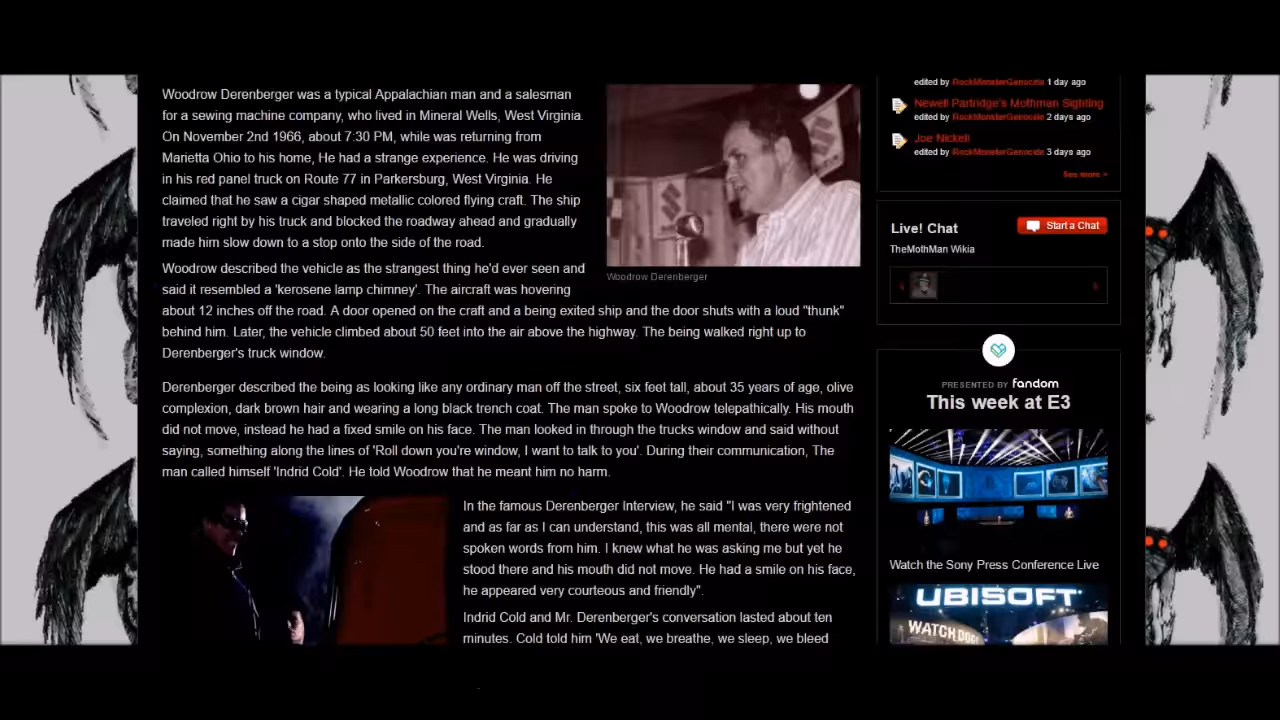 Woodrow Derenberger was a typical Appalachian man and a salesman
for a sewing machine company, who lived in Mineral Wells, West Virginia.
On November 2nd 1966, about 7:30 PM, while was returning from
Marietta Ohio to his home, He had a strange experience. He was driving
in his red panel truck on Route 77 in Parkersburg, West Virginia. He
claimed that he saw a cigar shaped metallic colored flying craft. The ship
traveled right by his truck and blocked the roadway ahead and gradually
made him slow down to a stop onto the side of the road.
Woodrow Derenberger
Woodrow described the vehicle as the strangest thing he'd ever seen and
said it resembled a 'kerosene lamp chimney'. The aircraft was hovering
about 12 inches off the road. A door opened on the craft and a being exited ship and the door shuts with a loud "thunk"
behind him. Later, the vehicle climbed about 50 feet into the air above the highway. The being walked right up to
Derenberger's truck window.
Derenberger described the being as looking like any ordinary man off the street, six feet tall, about 35 years of age, olive
complexion, dark brown hair and wearing a long black trench coat. The man spoke to Woodrow telepathically. His mouth
did not move, instead he had a fixed smile on his face. The man looked in through the trucks window and said without
saying, something along the lines of 'Roll down you're window, I want to talk to you'. During their communication, The
man called himself 'Indrid Cold'. He told Woodrow that he meant him no harm.
In the famous Derenberger Interview, he said "I was very frightened
and as far as I can understand, this was all mental, there were not
spoken words from him. I knew what he was asking me but yet he
stood there and his mouth did not move. He had a smile on his face,
he appeared very courteous and friendly".
Indrid Cold and Mr. Derenberger's conversation lasted about ten
minutes. Cold told him 'We eat, we breathe, we sleep, we bleed
edited by RockMonsterGenocide 1 day ago
Newell Partridge's Mothman Sighting
edited by RockMonsterGenocide 2 days ago
Joe Nickell
edited by RockMonsterGenocide 3 days ago
See more >
Live! Chat
Start a Chat
TheMothMan Wikia
PRESENTED BY fandom
This week at E3
Watch the Sony Press Conference Live
UBISOFT
WATCH DOGS